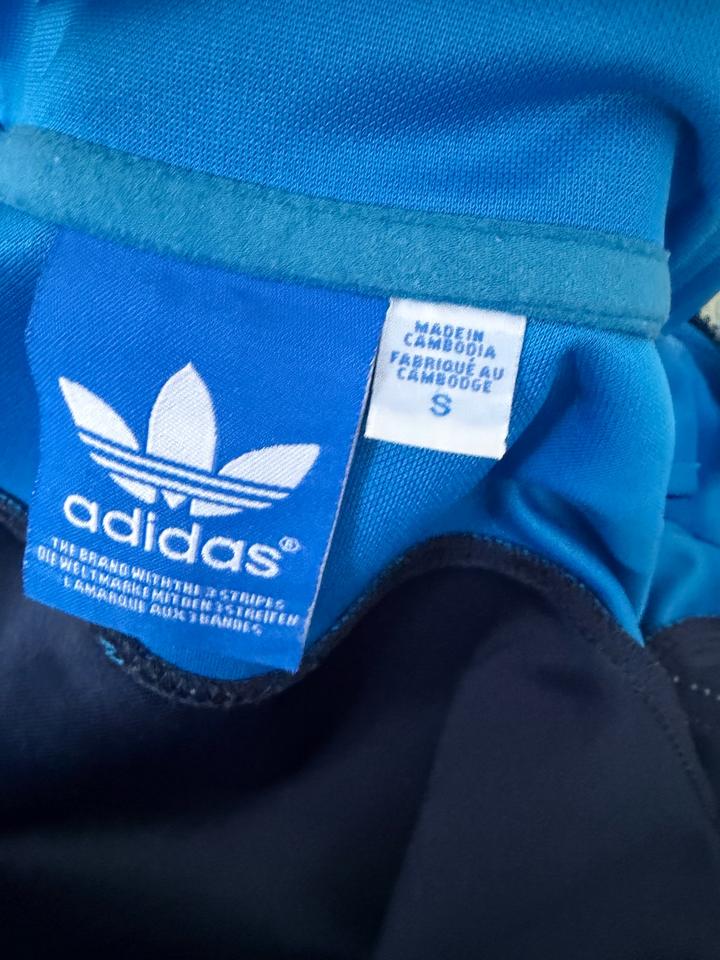 adidas®
THE BRAND WITH THE 3 STRIPES
DIE WELTMARKE MIT DEN 3 STREIFEN
LA MARQUE AUX 3 BANDES
MADE IN
CAMBODIA
FABRIQUÉ AU
CAMBODGE
S